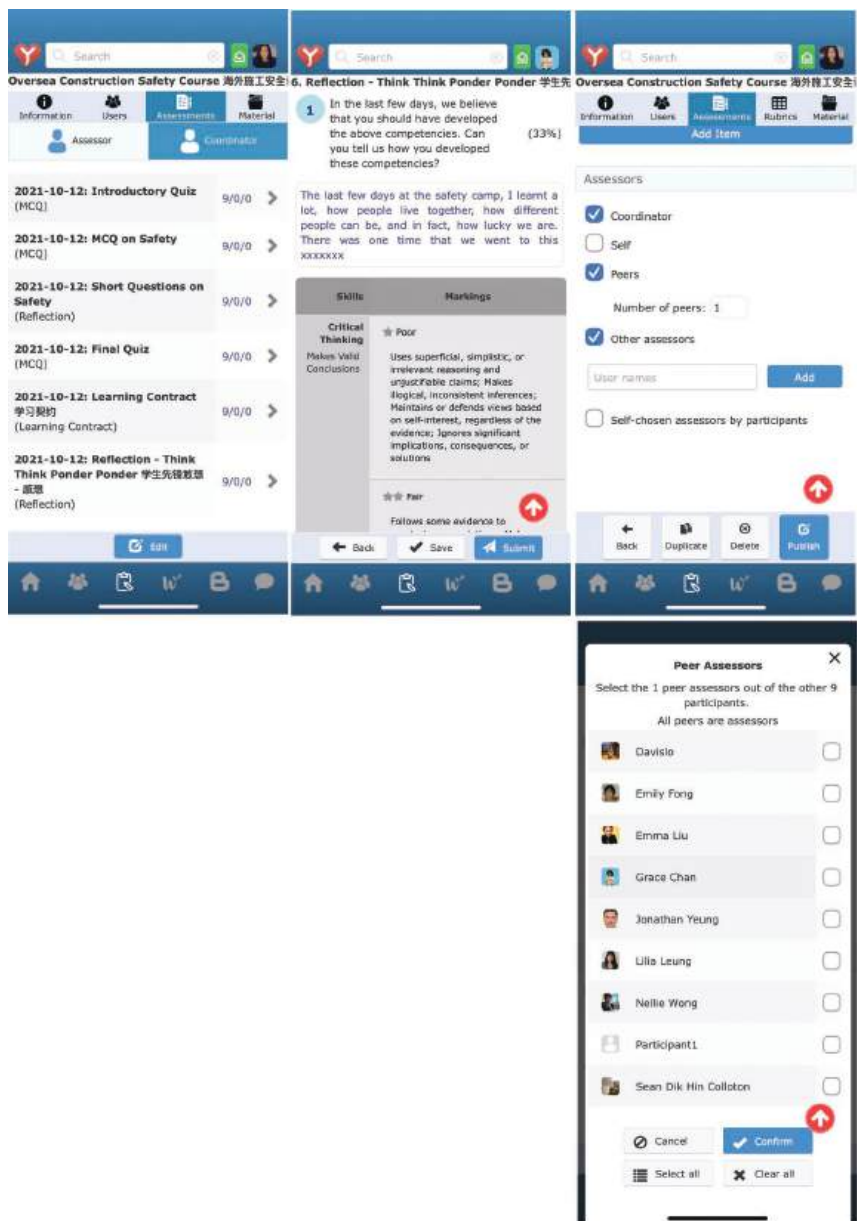 Search
Oversea Construction Safety Course 海外施工安全
Information
Users
Assessments
Material
Assessor
Coordinator
2021-10-12: Introductory Quiz
(MCQ)
9/0/0
2021-10-12: MCQ on Safety
(MCQ)
9/0/0
2021-10-12: Short Questions on
Safety
(Reflection)
9/0/0
2021-10-12: Final Quiz
(MCQ)
9/0/0
2021-10-12: Learning Contract
学习契约
(Learning Contract)
9/0/0
2021-10-12: Reflection - Think
Think Ponder Ponder 学生先锋敢想
- 感想
(Reflection)
9/0/0
Edit
Search
6. Reflection - Think Think Ponder Ponder 学生先
1
In the last few days, we believe
that you should have developed
the above competencies. Can
you tell us how you developed
these competencies?
(33%)
The last few days at the safety camp, I learnt a
lot, how people live together, how different
people can be, and in fact, how lucky we are.
There was one time that we went to this
xxxxxxx
Skills
Markings
Critical
Thinking
Makes Valid
Conclusions
Poor
Uses superficial, simplistic, or
irrelevant reasoning and
unjustifiable claims; Makes
illogical, inconsistent inferences;
Maintains or defends views based
on self-interest, regardless of the
evidence; Ignores significant
implications, consequences, or
solutions
Fair
Follows some evidence to
Back
Save
Submit
Search
Oversea Construction Safety Course 海外施工安全
Information
Users
Assessments
Rubrics
Material
Add Item
Assessors
Coordinator
Self
Peers
Number of peers: 1
Other assessors
User names
Add
Self-chosen assessors by participants
Back
Duplicate
Delete
Publish
Peer Assessors
Select the 1 peer assessors out of the other 9
participants.
All peers are assessors
Davisio
Emily Fong
Emma Liu
Grace Chan
Jonathan Yeung
Lilia Leung
Nellie Wong
Participant1
Sean Dik Hin Colloton
Cancel
Confirm
Select all
Clear all